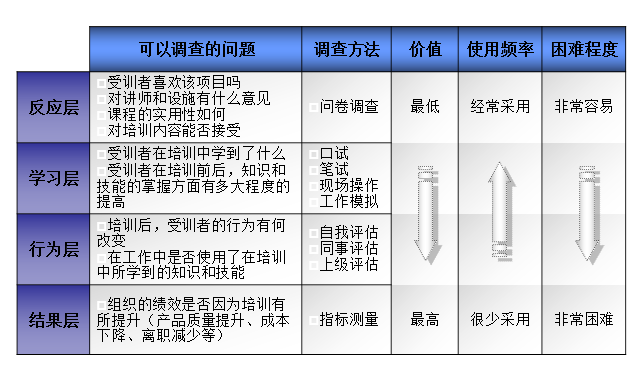 可以调查的问题 调查方法 价值 使用频率 困难程度
反应层
受训者喜欢该项目吗
对讲师和设施有什么意见
课程的实用性如何
对培训内容能否接受
问卷调查
最低
经常采用
非常容易
学习层
受训者在培训中学到了什么
受训者在培训前后，知识和
技能的掌握方面有多大程度的
提高
口试
笔试
现场操作
工作模拟
行为层
培训后，受训者的行为有何
改变
在工作中是否使用了在培训
中所学到的知识和技能
自我评估
同事评估
上级评估
结果层
组织的绩效是否因为培训有
所提升（产品质量提升、成本
下降、离职减少等）
指标测量
最高
很少采用
非常困难